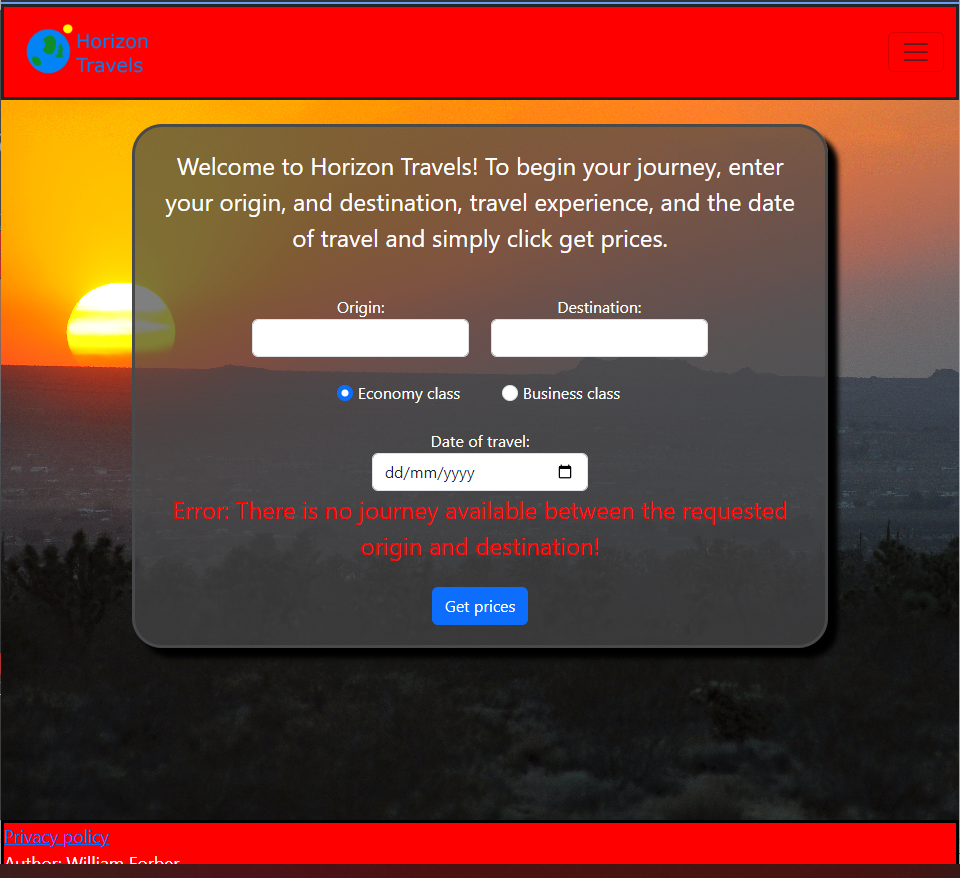 Horizon
Travels
Welcome to Horizon Travels! To begin your journey, enter
your origin, and destination, travel experience, and the date
of travel and simply click get prices.
Origin:
Destination:
Economy class
Business class
Date of travel:
dd/mm/yyyy
Error: There is no journey available between the requested
origin and destination!
Get prices
Privacy policy
Author: William Forber